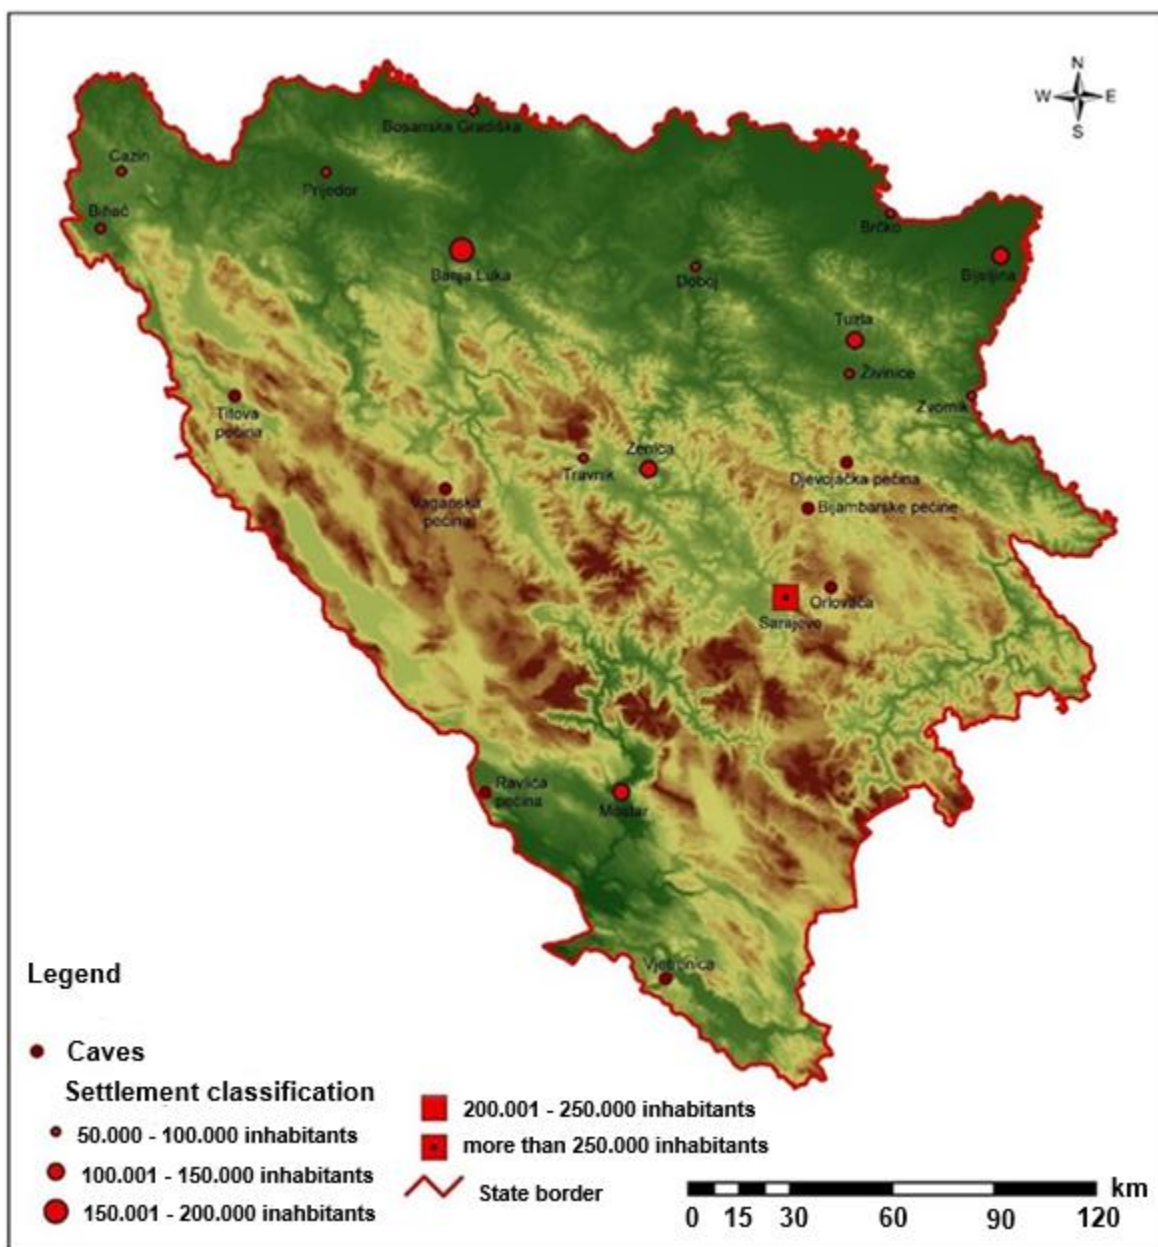 N
W E
S
Bosanska Gradiška
Cazin
Prijedor
Bihać
Brčko
Banja Luka
Doboj
Bijeljina
Tuzla
Živinice
Zvornik
Titova
pećina
Zenica
Travnik
Djevojačka pećina
Vaganska
pećina
Bijambarske pećine
Orlovača
Sarajevo
Ravlića
pećina
Mostar
Vjetrenica
Legend
Caves
Settlement classification
50.000 - 100.000 inhabitants
100.001 - 150.000 inhabitants
150.001 - 200.000 inahbitants
200.001 - 250.000 inhabitants
more than 250.000 inhabitants
State border
km
0 15 30 60 90 120